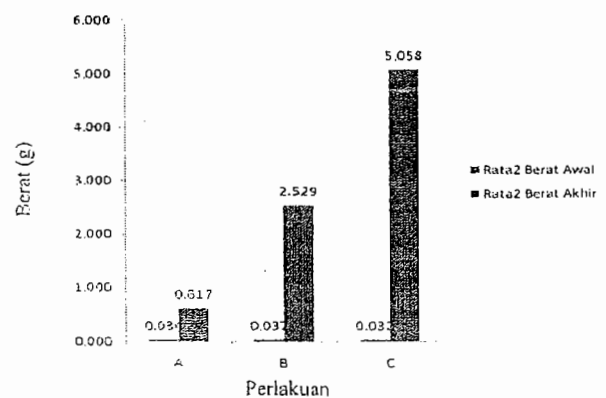 6.000
5.000
4.000
3.000
2.000
1.000
0.000
Berat (g)
0.617
2.529
5.058
A
B
C
Perlakuan
Rata2 Berat Awal
Rata2 Berat Akhir